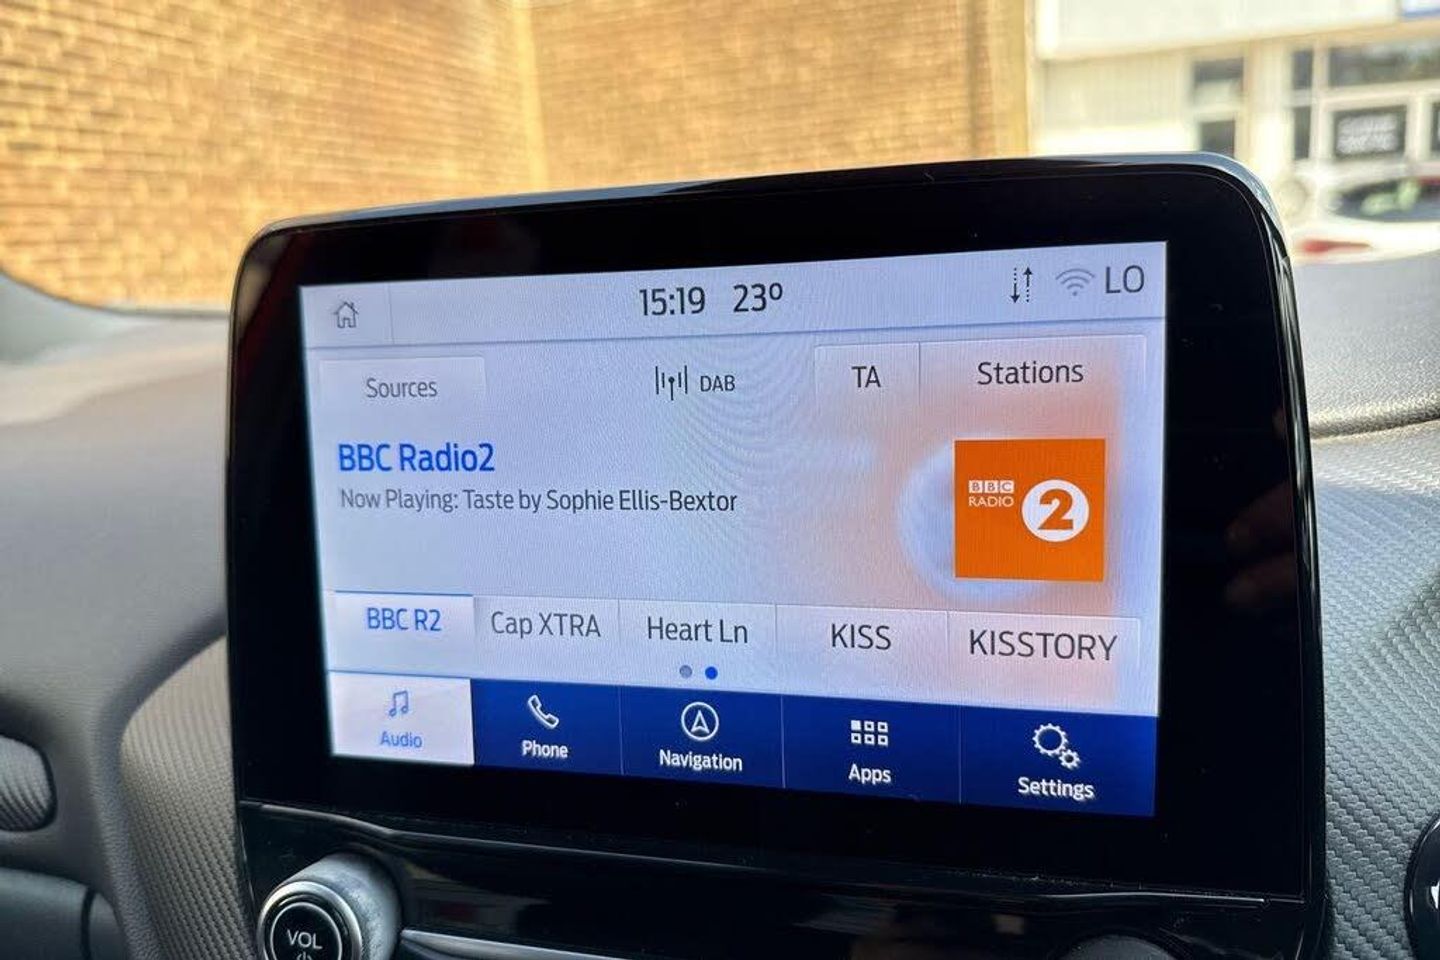 15:19 23º LO
Sources DAB TA Stations
BBC Radio2
Now Playing: Taste by Sophie Ellis-Bextor
BBC
RADIO 2
BBC R2 Cap XTRA Heart Ln KISS KISSTORY
Audio Phone Navigation Apps Settings
VOL